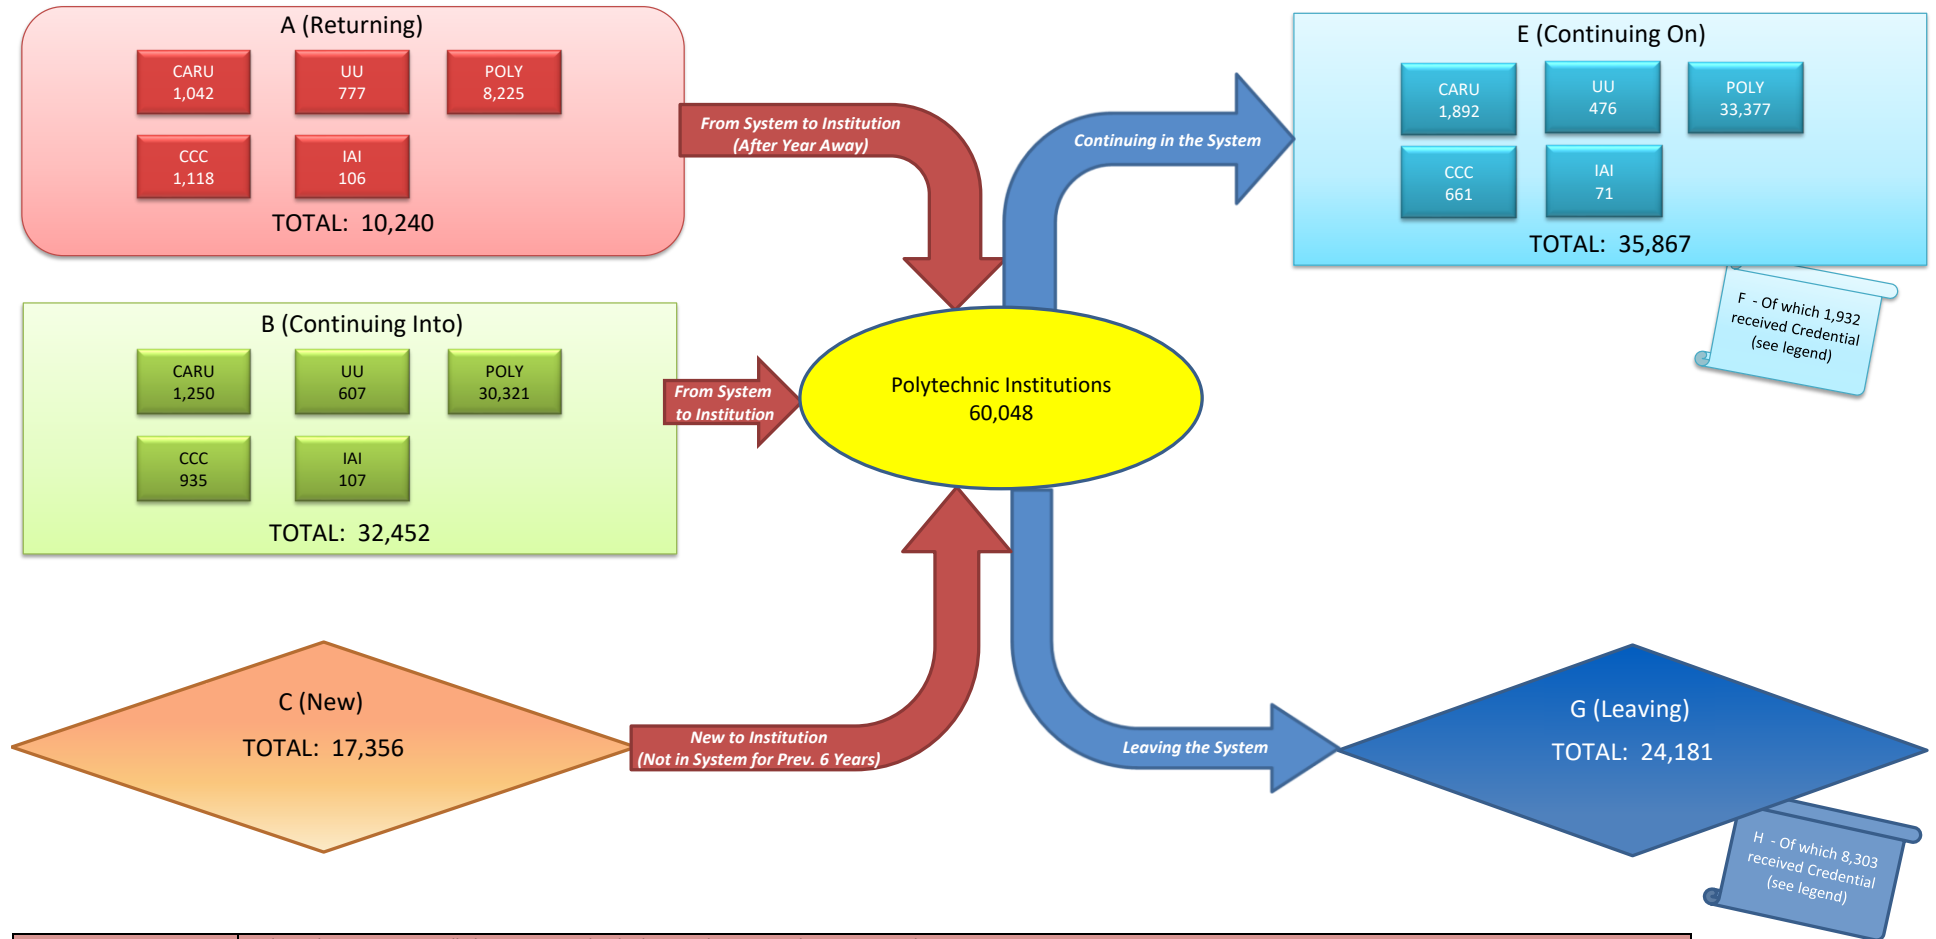 A (Returning)
CARU
1,042
UU
777
POLY
8,225
CCC
1,118
IAI
106
TOTAL:  10,240
From System to Institution
(After Year Away)
B (Continuing Into)
CARU
1,250
UU
607
POLY
30,321
CCC
935
IAI
107
TOTAL:  32,452
From System
to Institution
C (New)
TOTAL:  17,356
New to Institution
(Not in System for Prev. 6 Years)
Polytechnic Institutions
60,048
Continuing in the System
E (Continuing On)
CARU
1,892
UU
476
POLY
33,377
CCC
661
IAI
71
TOTAL:  35,867
F  - Of which 1,932
received Credential
(see legend)
Leaving the System
G (Leaving)
TOTAL:  24,181
H  - Of which 8,303
received Credential
(see legend)